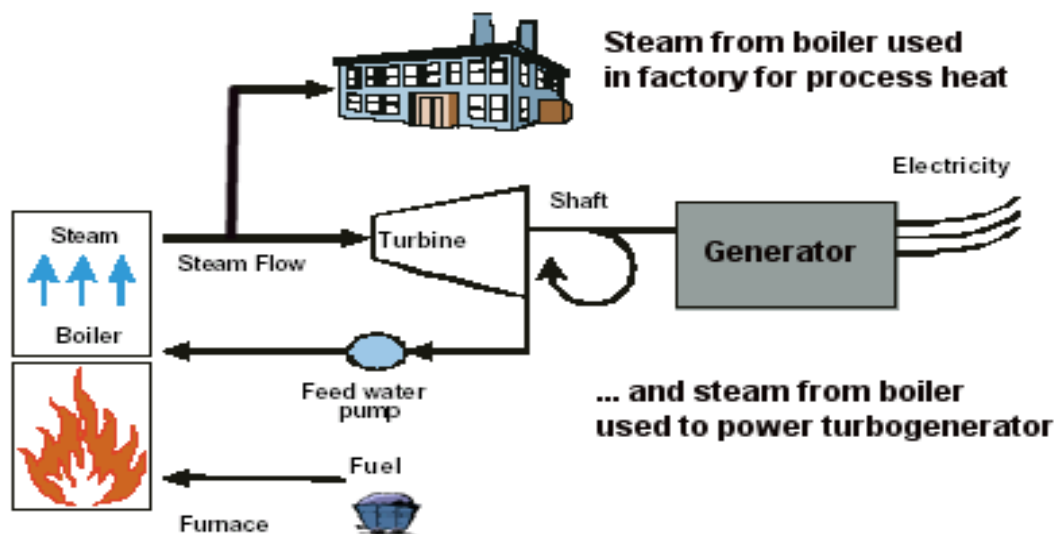 Steam from boiler used
in factory for process heat
Electricity
Shaft
Steam
Turbine
Generator
Steam Flow
Boiler
Feed water
pump
... and steam from boiler
used to power turbogenerator
Fuel
Furnace